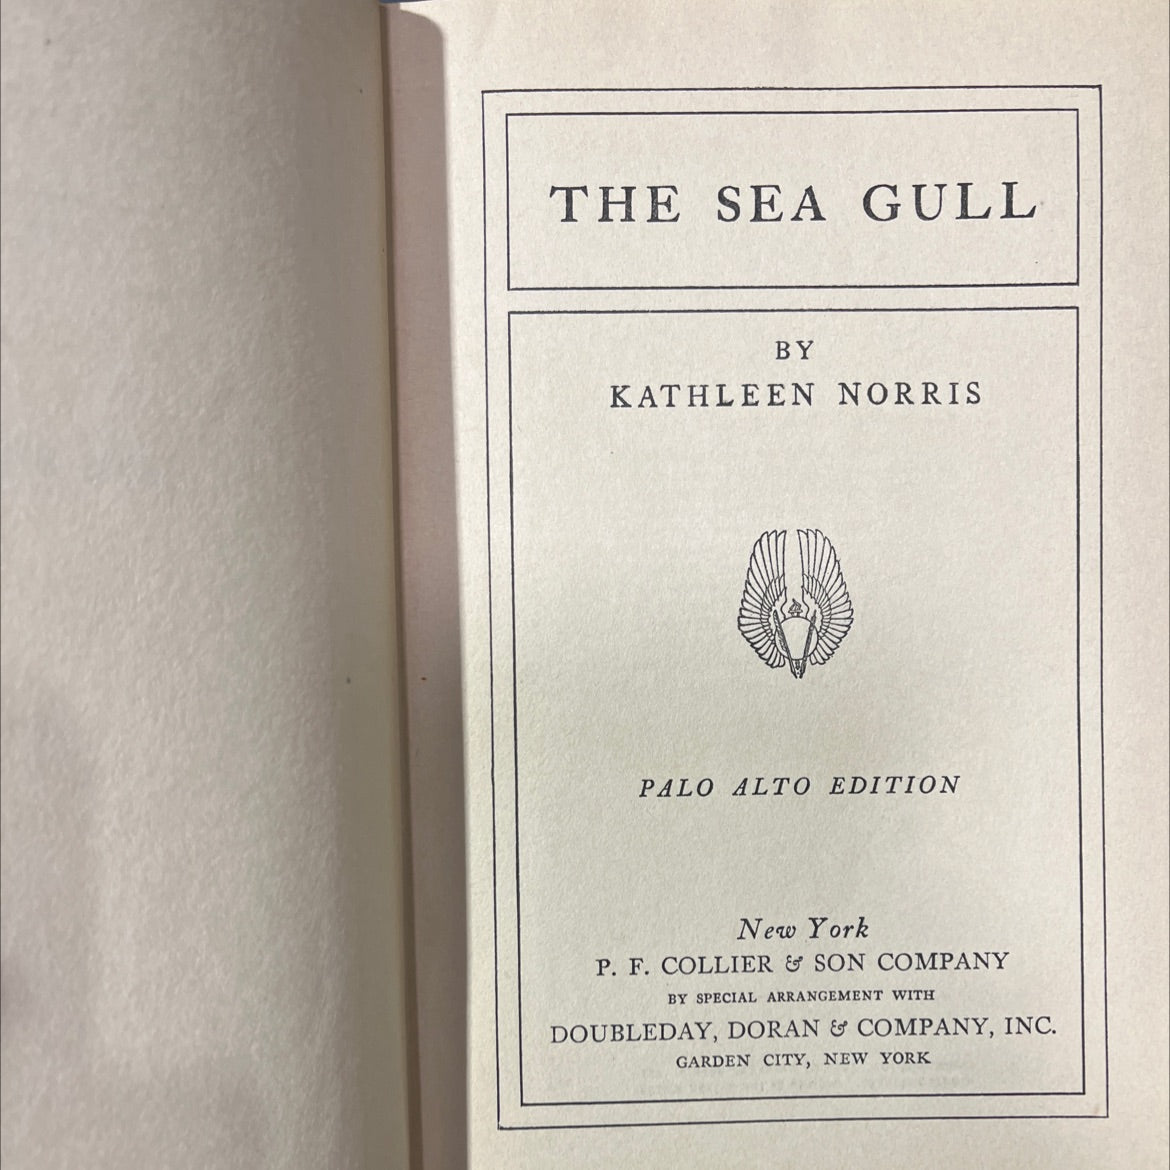 THE SEA GULL
BY
KATHLEEN NORRIS
PALO ALTO EDITION
New York
P. F. COLLIER & SON COMPANY
BY SPECIAL ARRANGEMENT WITH
DOUBLEDAY, DORAN & COMPANY, INC.
GARDEN CITY, NEW YORK